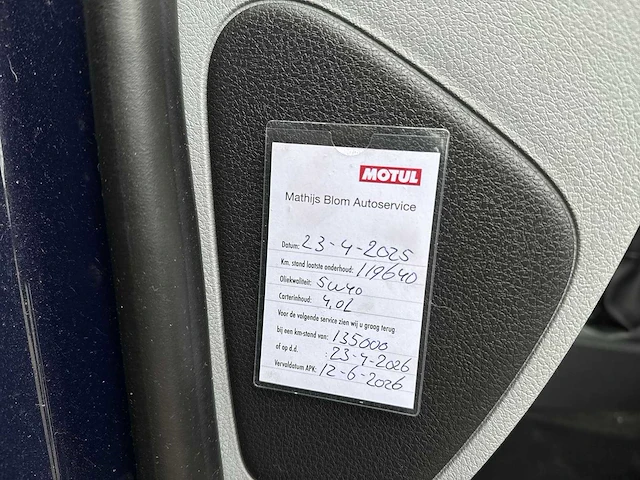 MOTUL
Mathijs Blom Autoservice
Datum: 23-4-2025
Km. stand laatste onderhoud: 119640
Oliekwaliteit: 5w40
Carterinhoud: 4,0L
Voor de volgende service zien wij u graag terug
bij een km-stand van: 135000
of op d.d. : 23-4-2026
Vervaldatum APK: 12-6-2026